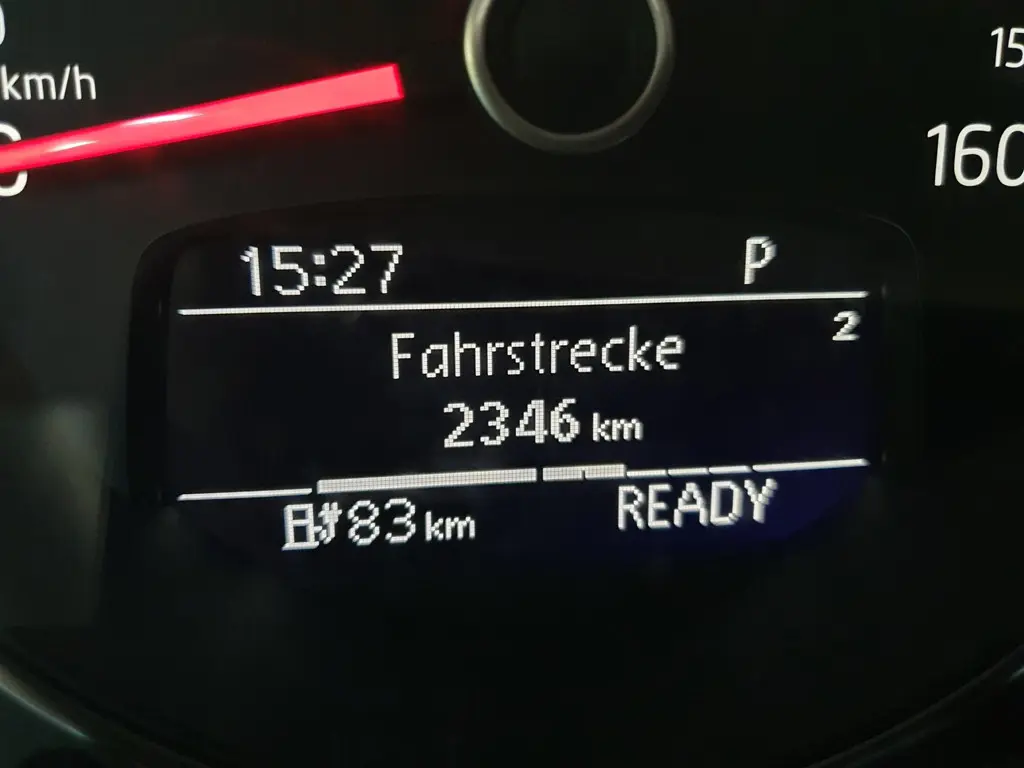 km/h
15
160
15:27 P
2
Fahrstrecke
2346 km
83 km READY